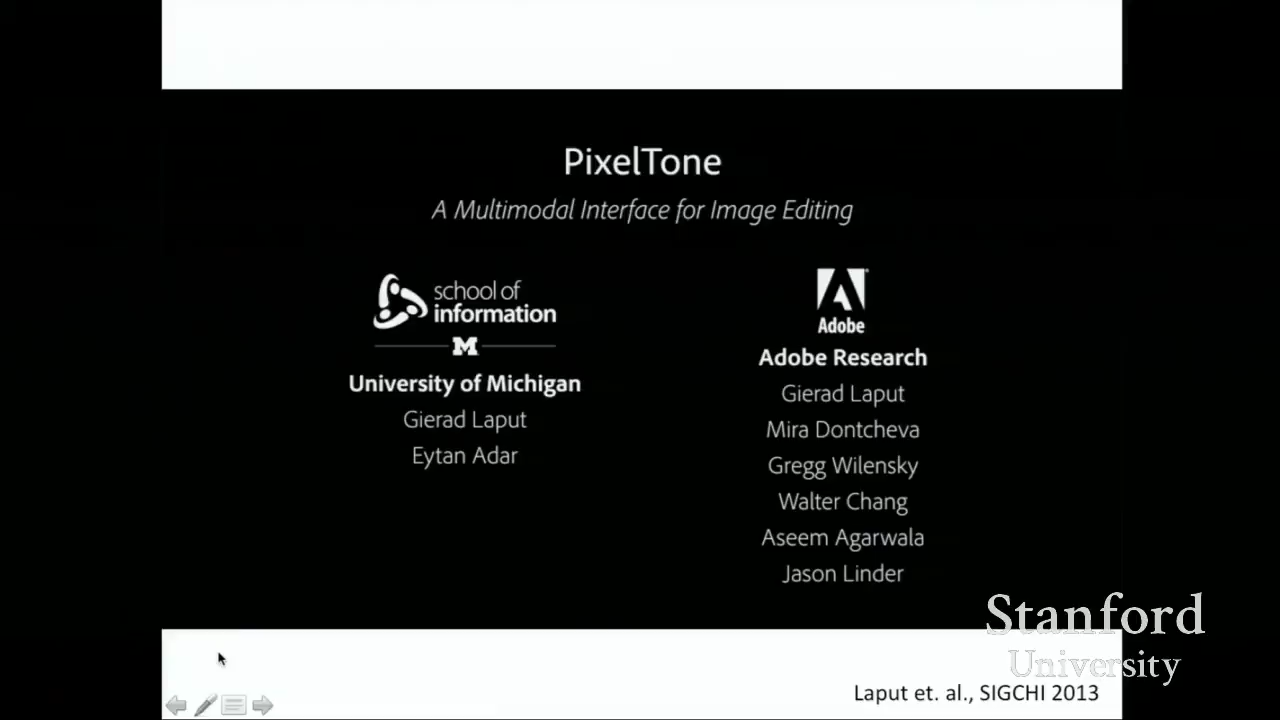 PixelTone
A Multimodal Interface for Image Editing
school of
information
M
University of Michigan
Gierad Laput
Eytan Adar
Adobe
Adobe Research
Gierad Laput
Mira Dontcheva
Gregg Wilensky
Walter Chang
Aseem Agarwala
Jason Linder
Stanford
University
Laput et. al., SIGCHI 2013